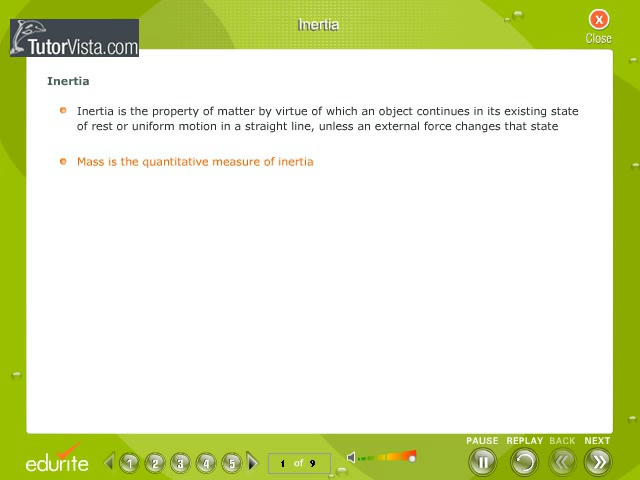 Inertia
Close
TutorVista.com
Inertia
Inertia is the property of matter by virtue of which an object continues in its existing state
of rest or uniform motion in a straight line, unless an external force changes that state
Mass is the quantitative measure of inertia
PAUSE REPLAY BACK NEXT
edurite 1 2 3 4 5 1 of 9